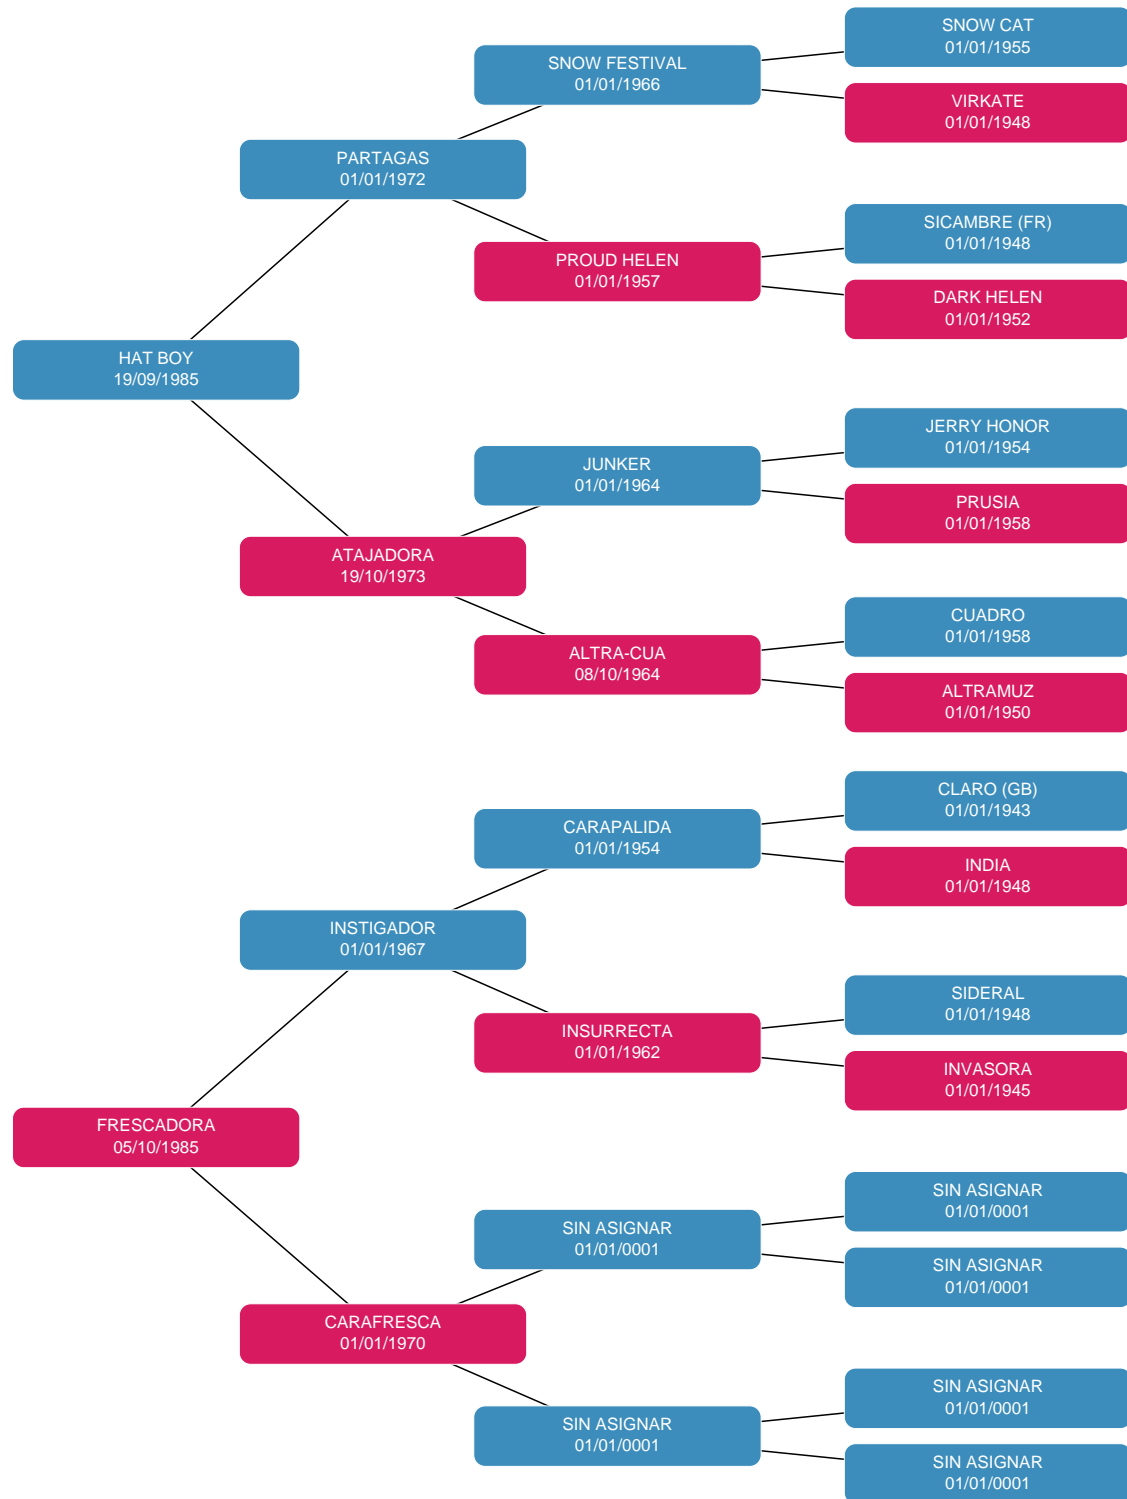 SNOW CAT
01/01/1955
SNOW FESTIVAL
01/01/1966
VIRKATE
01/01/1948
PARTAGAS
01/01/1972
SICAMBRE (FR)
01/01/1948
PROUD HELEN
01/01/1957
DARK HELEN
01/01/1952
HAT BOY
19/09/1985
JERRY HONOR
01/01/1954
JUNKER
01/01/1964
PRUSIA
01/01/1958
ATAJADORA
19/10/1973
CUADRO
01/01/1958
ALTRA-CUA
08/10/1964
ALTRAMUZ
01/01/1950
CLARO (GB)
01/01/1943
CARAPALIDA
01/01/1954
INDIA
01/01/1948
INSTIGADOR
01/01/1967
SIDERAL
01/01/1948
INSURRECTA
01/01/1962
INVASORA
01/01/1945
FRESCADORA
05/10/1985
SIN ASIGNAR
01/01/0001
SIN ASIGNAR
01/01/0001
SIN ASIGNAR
01/01/0001
CARAFRESCA
01/01/1970
SIN ASIGNAR
01/01/0001
SIN ASIGNAR
01/01/0001
SIN ASIGNAR
01/01/0001